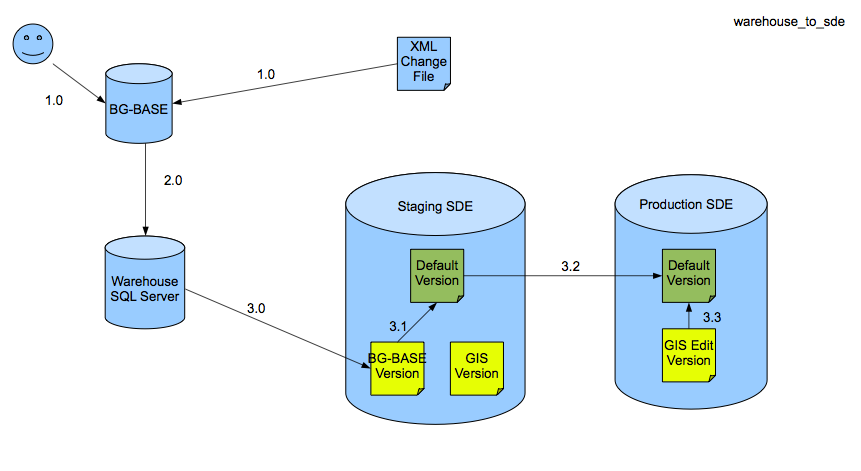 warehouse_to_sde
XML
Change
File
1.0
1.0
BG-BASE
2.0
Staging SDE
Production SDE
Default
Version
3.2
Default
Version
Warehouse
SQL Server
3.0
3.1
3.3
BG-BASE
Version
GIS
Version
GIS Edit
Version